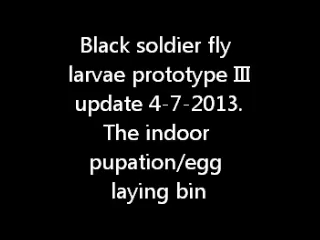 Black soldier fly
larvae prototype III
update 4-7-2013.
The indoor
pupation/egg
laying bin